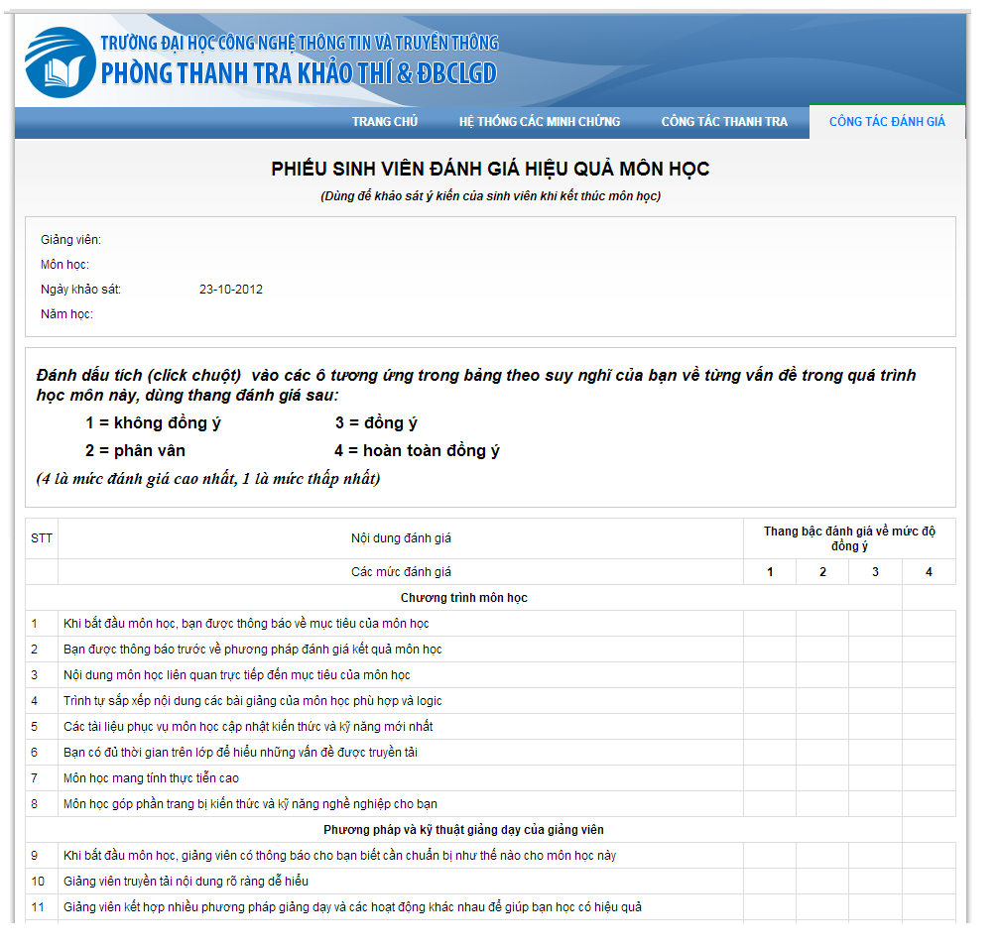 TRƯỜNG ĐẠI HỌC CÔNG NGHỆ THÔNG TIN VÀ TRUYỀN THÔNG
PHÒNG THANH TRA KHẢO THÍ & ĐBCLGD
TRANG CHỦ HỆ THỐNG CÁC MINH CHỨNG CÔNG TÁC THANH TRA CÔNG TÁC ĐÁNH GIÁ
PHIẾU SINH VIÊN ĐÁNH GIÁ HIỆU QUẢ MÔN HỌC
(Dùng để khảo sát ý kiến của sinh viên khi kết thúc môn học)
Giảng viên:
Môn học:
Ngày khảo sát: 23-10-2012
Năm học:
Đánh dấu tích (click chuột) vào các ô tương ứng trong bảng theo suy nghĩ của bạn về từng vấn đề trong quá trình
học môn này, dùng thang đánh giá sau:
1 = không đồng ý 3 = đồng ý
2 = phân vân 4 = hoàn toàn đồng ý
(4 là mức đánh giá cao nhất, 1 là mức thấp nhất)
STT Nội dung đánh giá Thang bậc đánh giá về mức độ
đồng ý
Các mức đánh giá 1 2 3 4
Chương trình môn học
1 Khi bắt đầu môn học, bạn được thông báo về mục tiêu của môn học
2 Bạn được thông báo trước về phương pháp đánh giá kết quả môn học
3 Nội dung môn học liên quan trực tiếp đến mục tiêu của môn học
4 Trình tự sắp xếp nội dung các bài giảng của môn học phù hợp và logic
5 Các tài liệu phục vụ môn học cập nhật kiến thức và kỹ năng mới nhất
6 Bạn có đủ thời gian trên lớp để hiểu những vấn đề được truyền tải
7 Môn học mang tính thực tiễn cao
8 Môn học góp phần trang bị kiến thức và kỹ năng nghề nghiệp cho bạn
Phương pháp và kỹ thuật giảng dạy của giảng viên
9 Khi bắt đầu môn học, giảng viên có thông báo cho bạn biết cần chuẩn bị như thế nào cho môn học này
10 Giảng viên truyền tải nội dung rõ ràng dễ hiểu
11 Giảng viên kết hợp nhiều phương pháp giảng dạy và các hoạt động khác nhau để giúp bạn học có hiệu quả